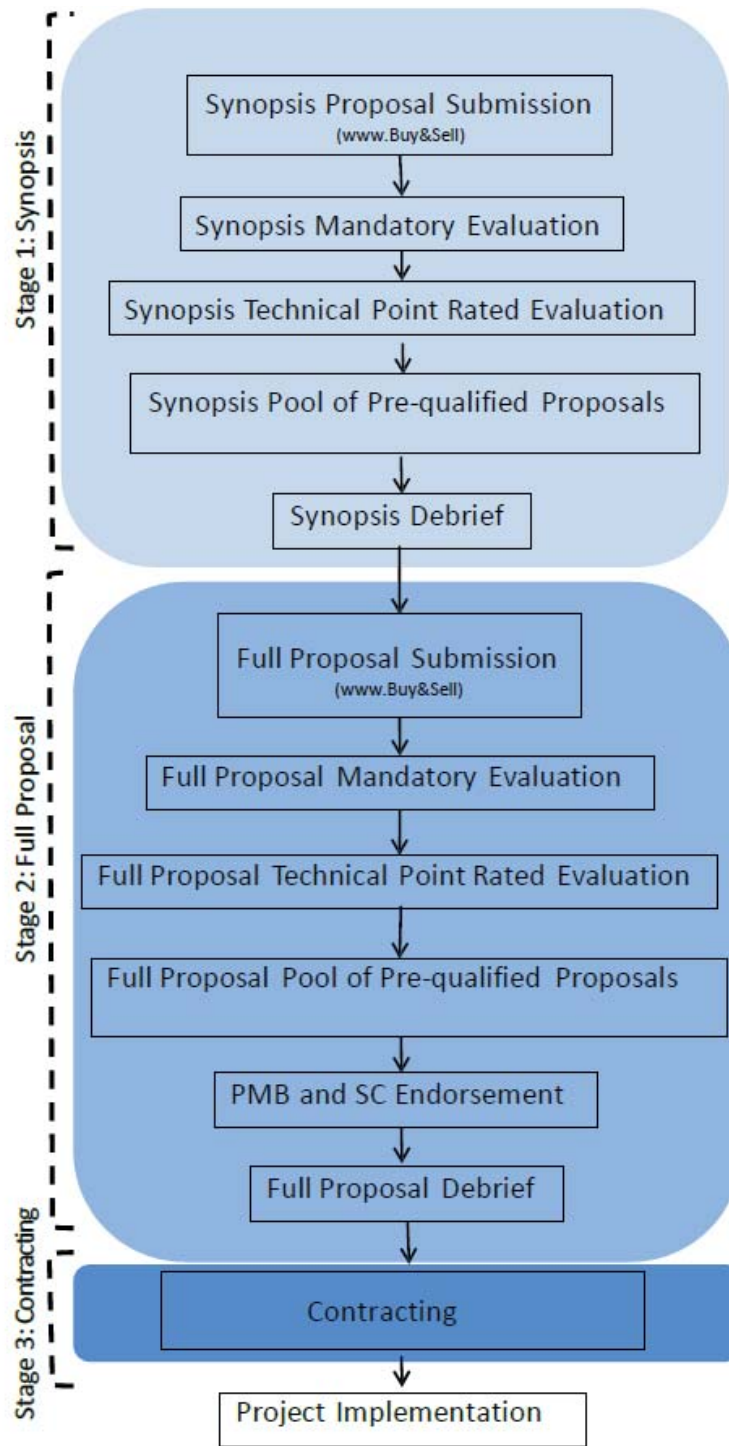 Stage 1: Synopsis
Synopsis Proposal Submission
(www.Buy&Sell)
Synopsis Mandatory Evaluation
Synopsis Technical Point Rated Evaluation
Synopsis Pool of Pre-qualified Proposals
Synopsis Debrief
Stage 2: Full Proposal
Full Proposal Submission
(www.Buy&Sell)
Full Proposal Mandatory Evaluation
Full Proposal Technical Point Rated Evaluation
Full Proposal Pool of Pre-qualified Proposals
PMB and SC Endorsement
Full Proposal Debrief
Stage 3: Contracting
Contracting
Project Implementation